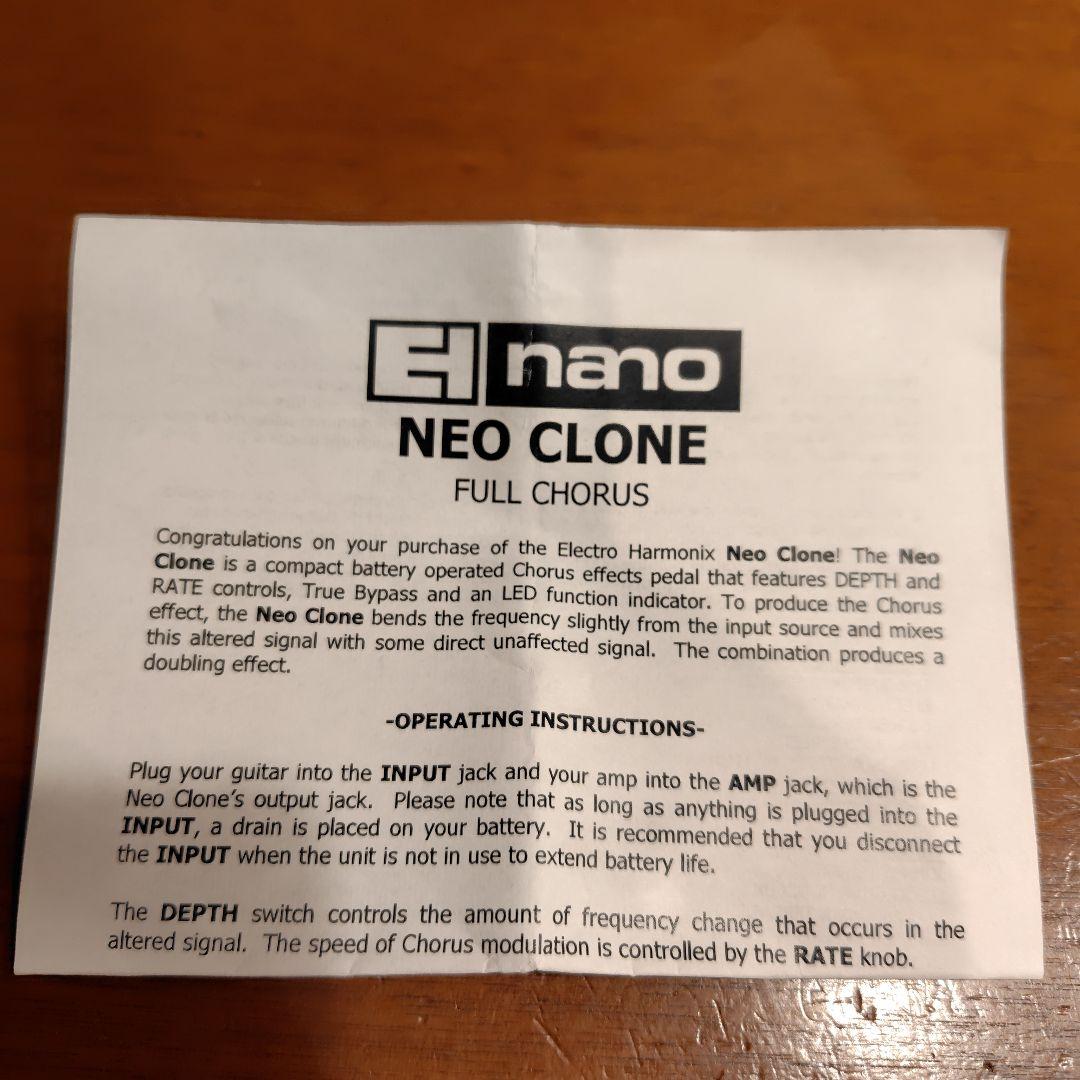 EH nano
NEO CLONE
FULL CHORUS
Congratulations on your purchase of the Electro Harmonix Neo Clone! The Neo
Clone is a compact battery operated Chorus effects pedal that features DEPTH and
RATE controls, True Bypass and an LED function indicator. To produce the Chorus
effect, the Neo Clone bends the frequency slightly from the input source and mixes
this altered signal with some direct unaffected signal. The combination produces a
doubling effect.
-OPERATING INSTRUCTIONS-
Plug your guitar into the INPUT jack and your amp into the AMP jack, which is the
Neo Clone's output jack. Please note that as long as anything is plugged into the
INPUT, a drain is placed on your battery. It is recommended that you disconnect
the INPUT when the unit is not in use to extend battery life.
The DEPTH switch controls the amount of frequency change that occurs in the
altered signal. The speed of Chorus modulation is controlled by the RATE knob.